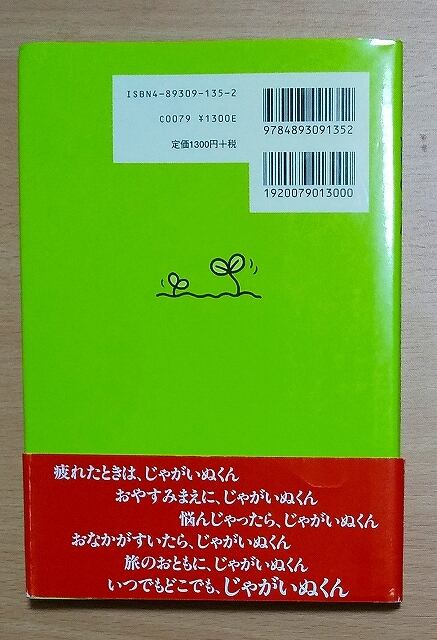 ISBN4-89309-135-2
C0079 ¥1300E
定価1300円+税
9784893091352
1920079013000
疲れたときは、じゃがいぬくん
おやすみまえに、じゃがいぬくん
悩んじゃったら、じゃがいぬくん
おなかがすいたら、じゃがいぬくん
旅のおともに、じゃがいぬくん
いつでもどこでも、じゃがいぬくん